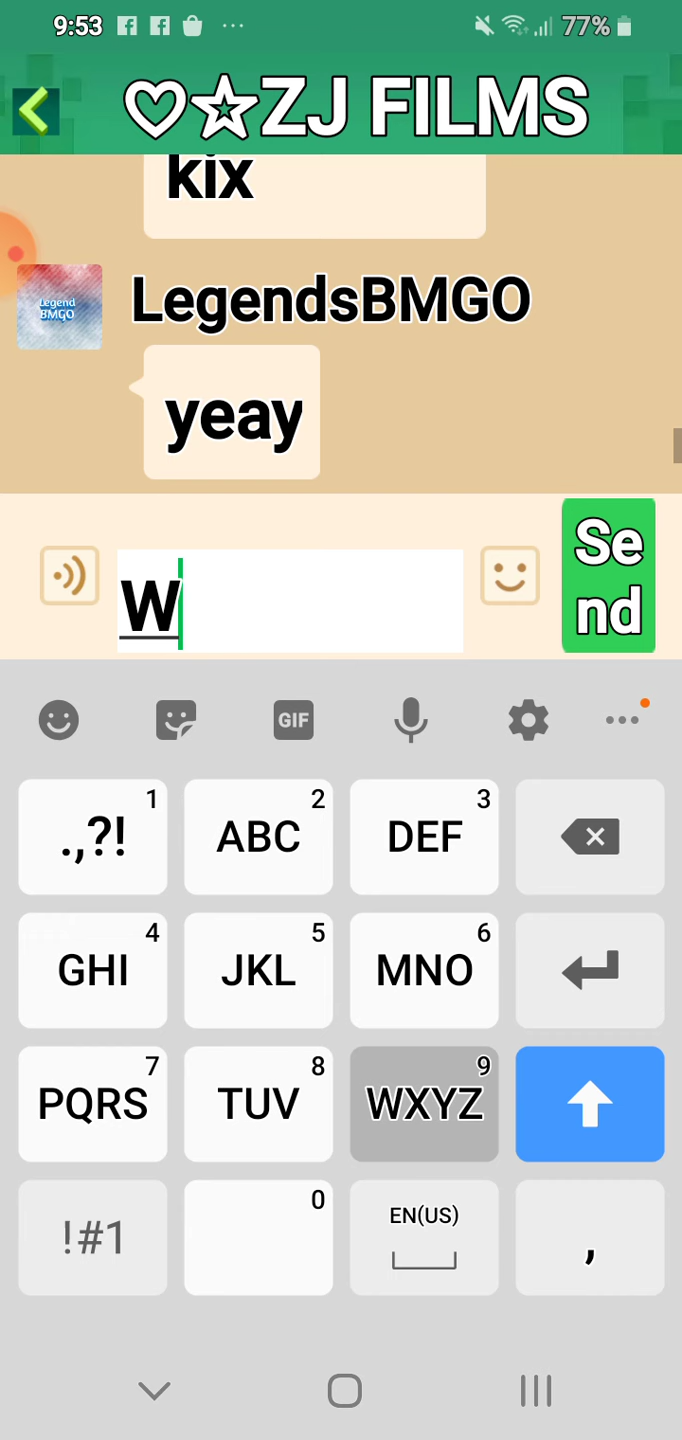 9:53
77%
♡☆ZJ FILMS
kix
Legend
BMGO
LegendsBMGO
yeay
W
Se
nd
GIF
.,?! 1
ABC 2
DEF 3
GHI 4
JKL 5
MNO 6
PQRS 7
TUV 8
WXYZ 9
!#1
0
EN(US)
,